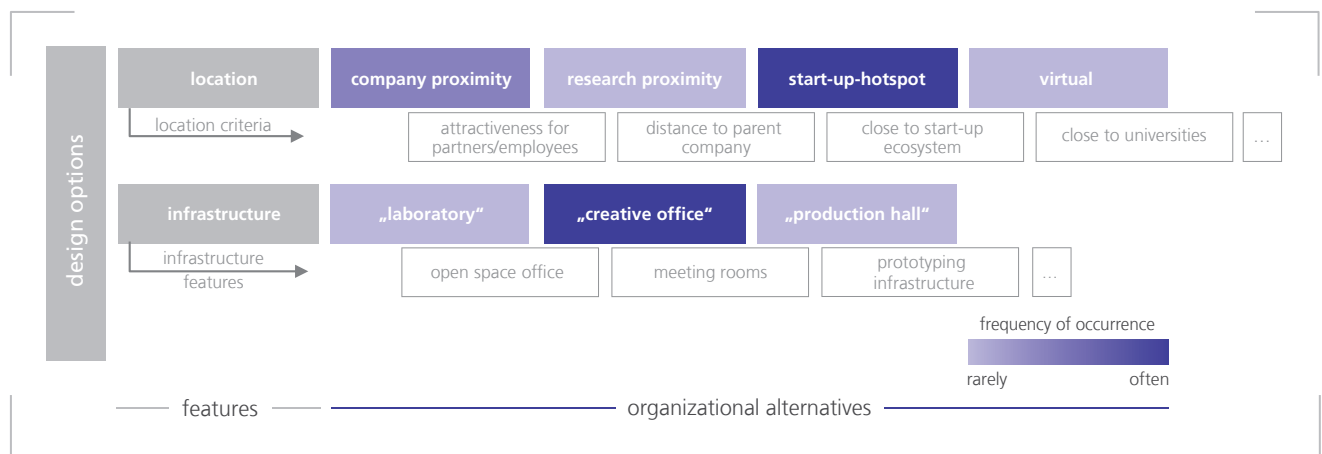 design options
location
company proximity
research proximity
start-up-hotspot
virtual
location criteria
attractiveness for
partners/employees
distance to parent
company
close to start-up
ecosystem
close to universities
...
infrastructure
„laboratory“
„creative office“
„production hall“
infrastructure
features
open space office
meeting rooms
prototyping
infrastructure
...
frequency of occurrence
rarely
often
features
organizational alternatives